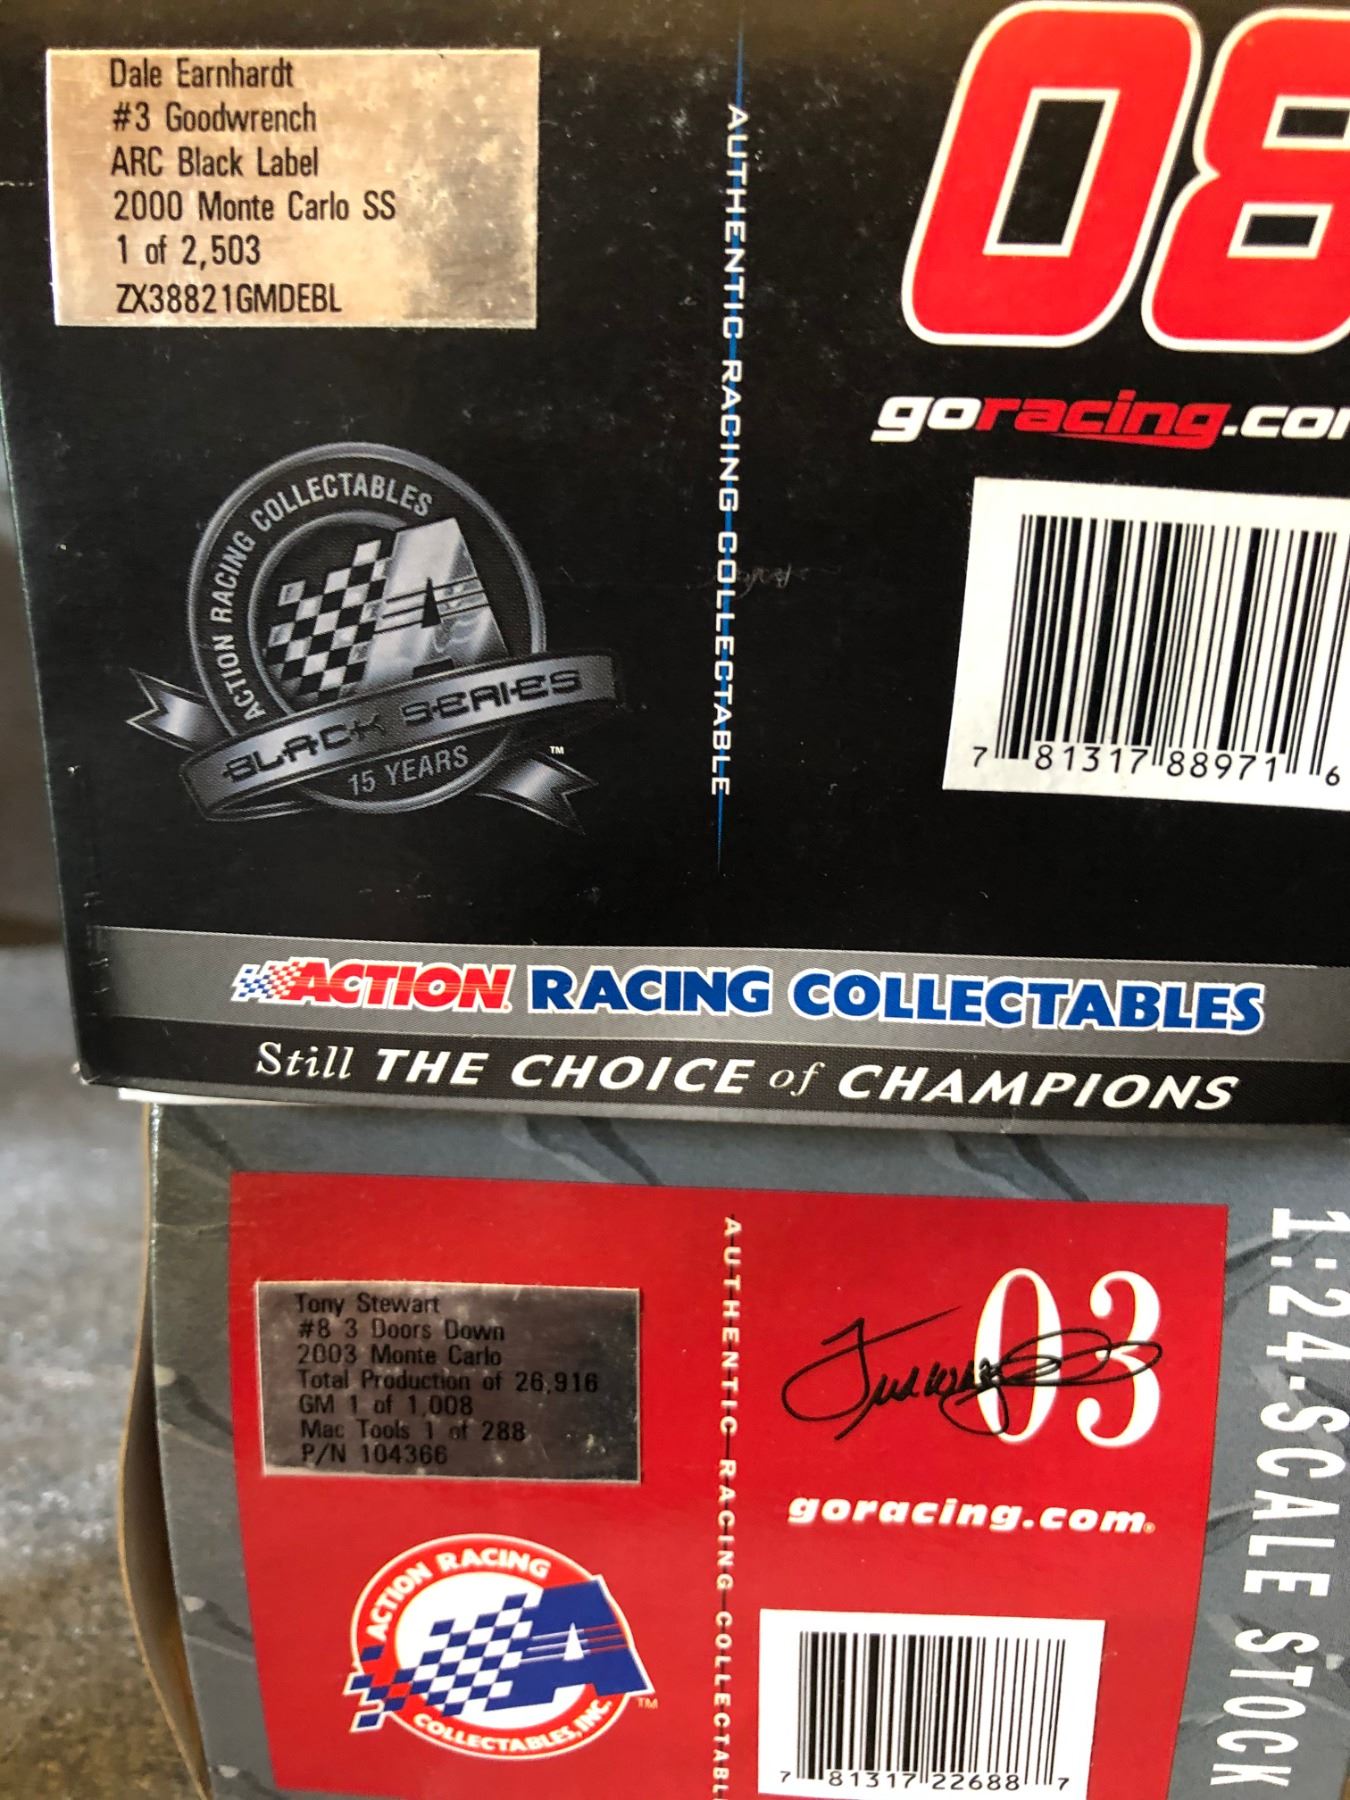 Dale Earnhardt
#3 Goodwrench
ARC Black Label
2000 Monte Carlo SS
1 of 2,503
ZX38821GMDEBL
ACTION RACING COLLECTABLES
BLACK SERIES
15 YEARS
TM
AUTHENTIC RACING COLLECTABLE
08
goracing.com
7 81317 88971 6
ACTION RACING COLLECTABLES
Still THE CHOICE of CHAMPIONS
Tony Stewart
#8 3 Doors Down
2003 Monte Carlo
Total Production of 26,916
GM 1 of 1,008
Mac Tools 1 of 288
P/N 104366
ACTION RACING
COLLECTABLES, INC.
TM
AUTHENTIC RACING COLLECTABL
03
goracing.com.
7 81317 22688 7
1:24-SCALE STOCK